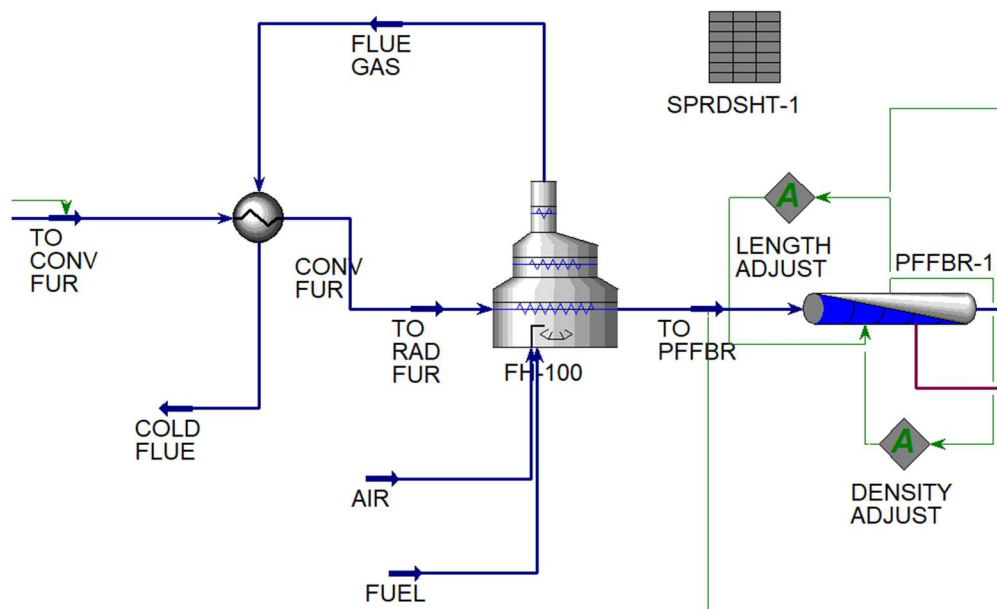 FLUE
GAS
SPRDSHT-1
TO
CONV
FUR
CONV
FUR
TO
RAD
FUR
FH-100
TO
PFFBR
A
LENGTH
ADJUST
PFFBR-1
COLD
FLUE
AIR
FUEL
A
DENSITY
ADJUST